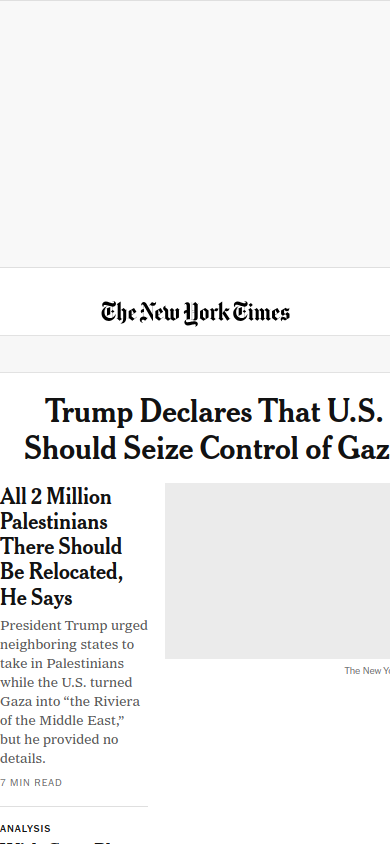 The New York Times
Trump Declares That U.S.
Should Seize Control of Gaz
All 2 Million
Palestinians
There Should
Be Relocated,
He Says
President Trump urged
neighboring states to
take in Palestinians
while the U.S. turned
Gaza into “the Riviera
of the Middle East,”
but he provided no
details.
7 MIN READ
The New Yo
ANALYSIS